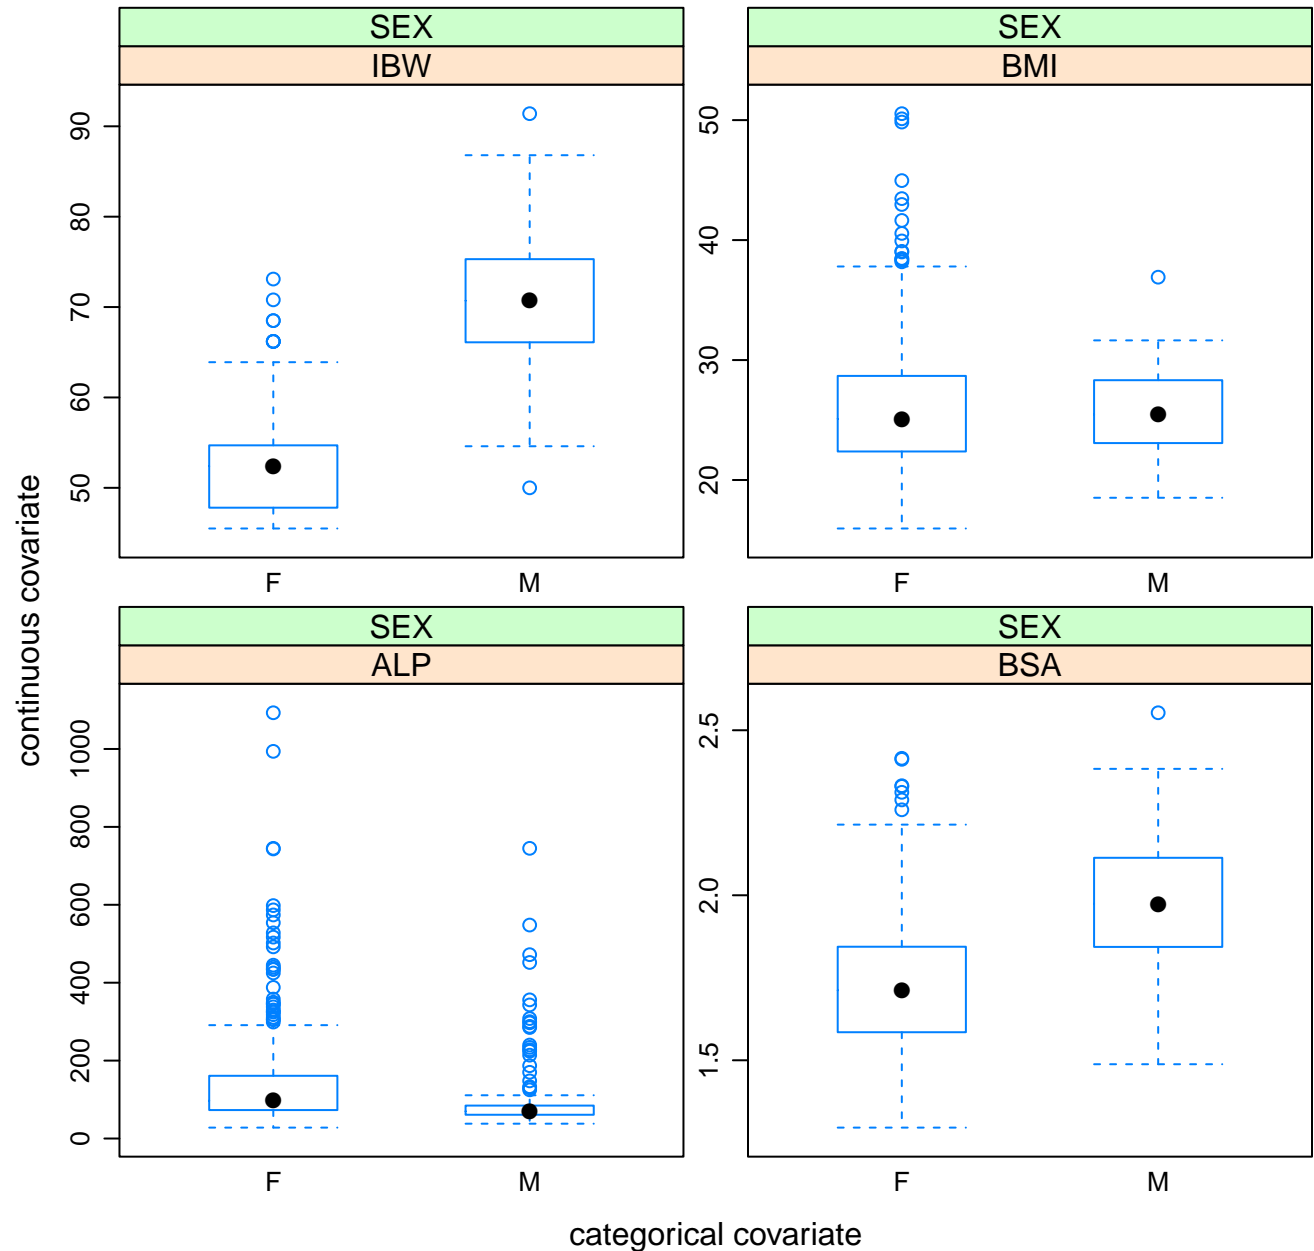 SEX
IBW
90
80
70
60
50
F M
SEX
BMI
50
40
30
20
F M
continuous covariate
SEX
ALP
1000
800
600
400
200
0
F M
SEX
BSA
2.5
2.0
1.5
F M
categorical covariate